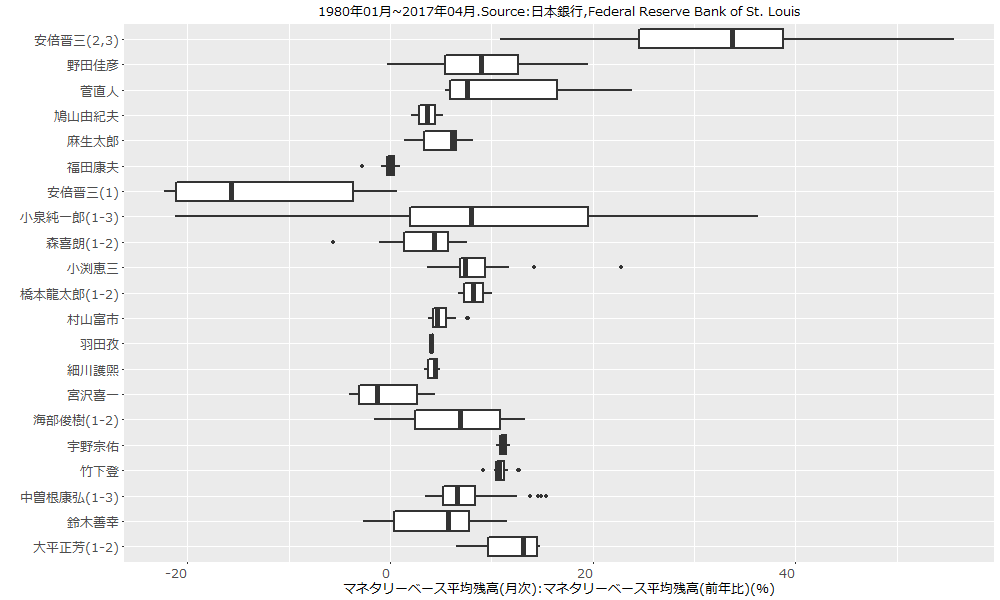 1980年01月~2017年04月.Source:日本銀行,Federal Reserve Bank of St. Louis
安倍晋三(2,3)
野田佳彦
菅直人
鳩山由紀夫
麻生太郎
福田康夫
安倍晋三(1)
小泉純一郎(1-3)
森喜朗(1-2)
小渕恵三
橋本龍太郎(1-2)
村山富市
羽田孜
細川護熙
宮沢喜一
海部俊樹(1-2)
宇野宗佑
竹下登
中曽根康弘(1-3)
鈴木善幸
大平正芳(1-2)
-20 0 20 40
マネタリーベース平均残高(月次):マネタリーベース平均残高(前年比)(%)